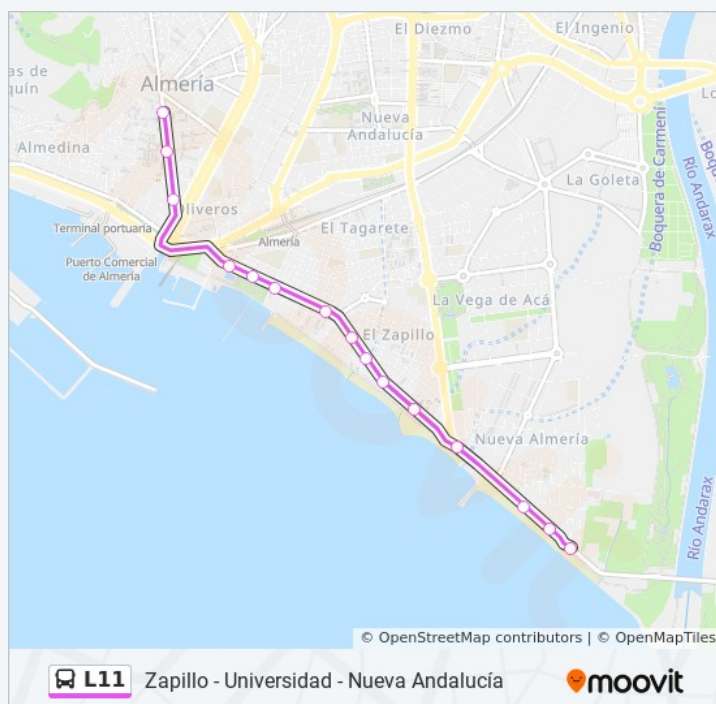 El Diezmo
El Ingenio
as de
quín
Almería
Nueva
Andalucía
Almedina
Boquera de Carmení
La Goleta
Río Andarax
Oliveros
Terminal portuaria
El Tagarete
Almería
Puerto Comercial
de Almería
La Vega de Acá
El Zapillo
Nueva Almería
Río Andarax
© OpenStreetMap contributors | © OpenMapTiles
L11 Zapillo - Universidad - Nueva Andalucía
moovit